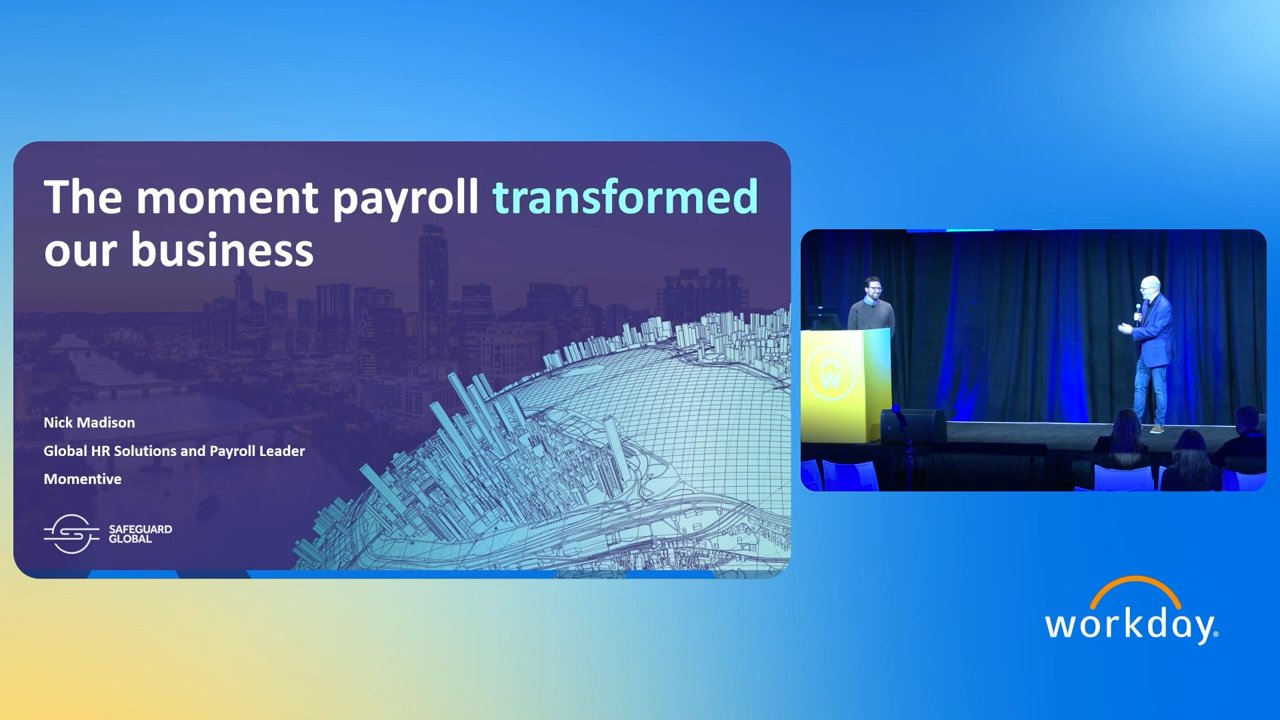 The moment payroll transformed
our business
Nick Madison
Global HR Solutions and Payroll Leader
Momentive
SAFEGUARD
GLOBAL
W
workday®